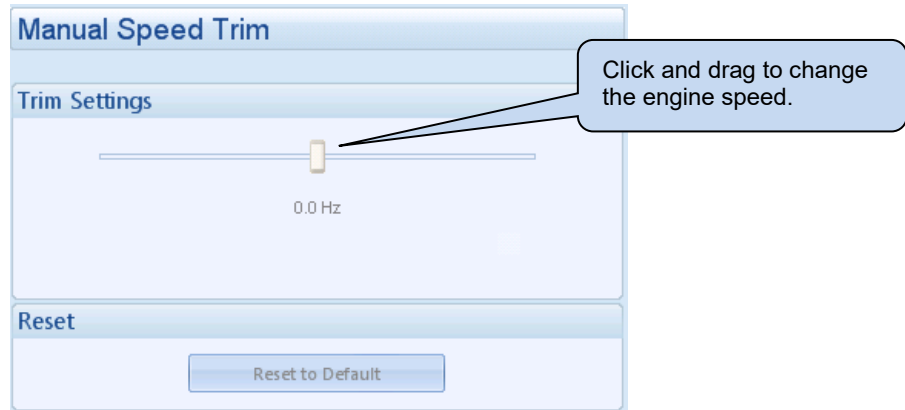 Manual Speed Trim
Click and drag to change
the engine speed.
Trim Settings
0.0 Hz
Reset
Reset to Default